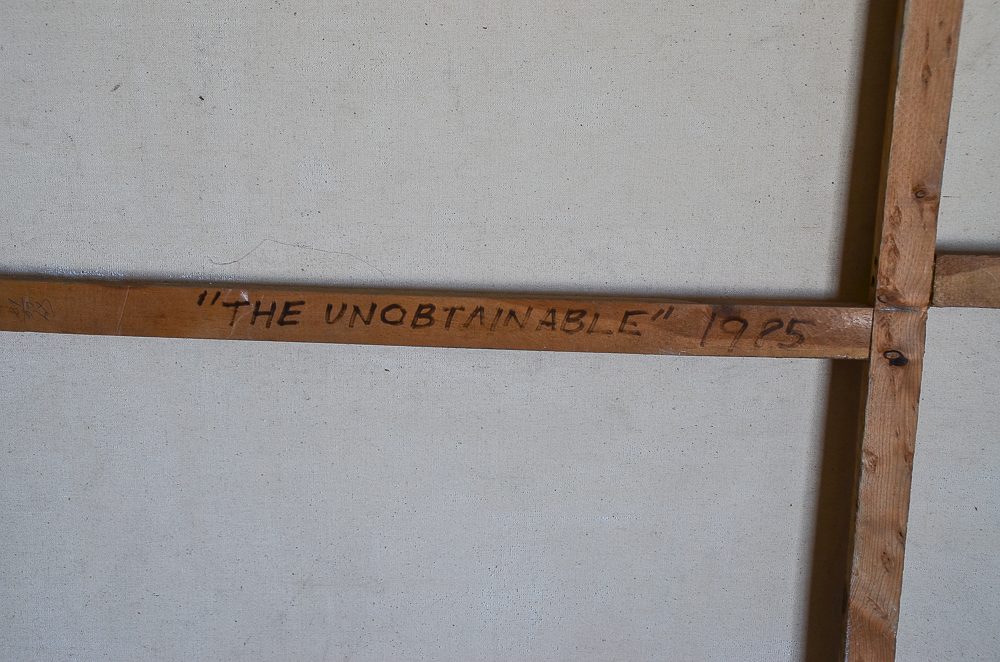 "THE UNOBTAINABLE" 1985